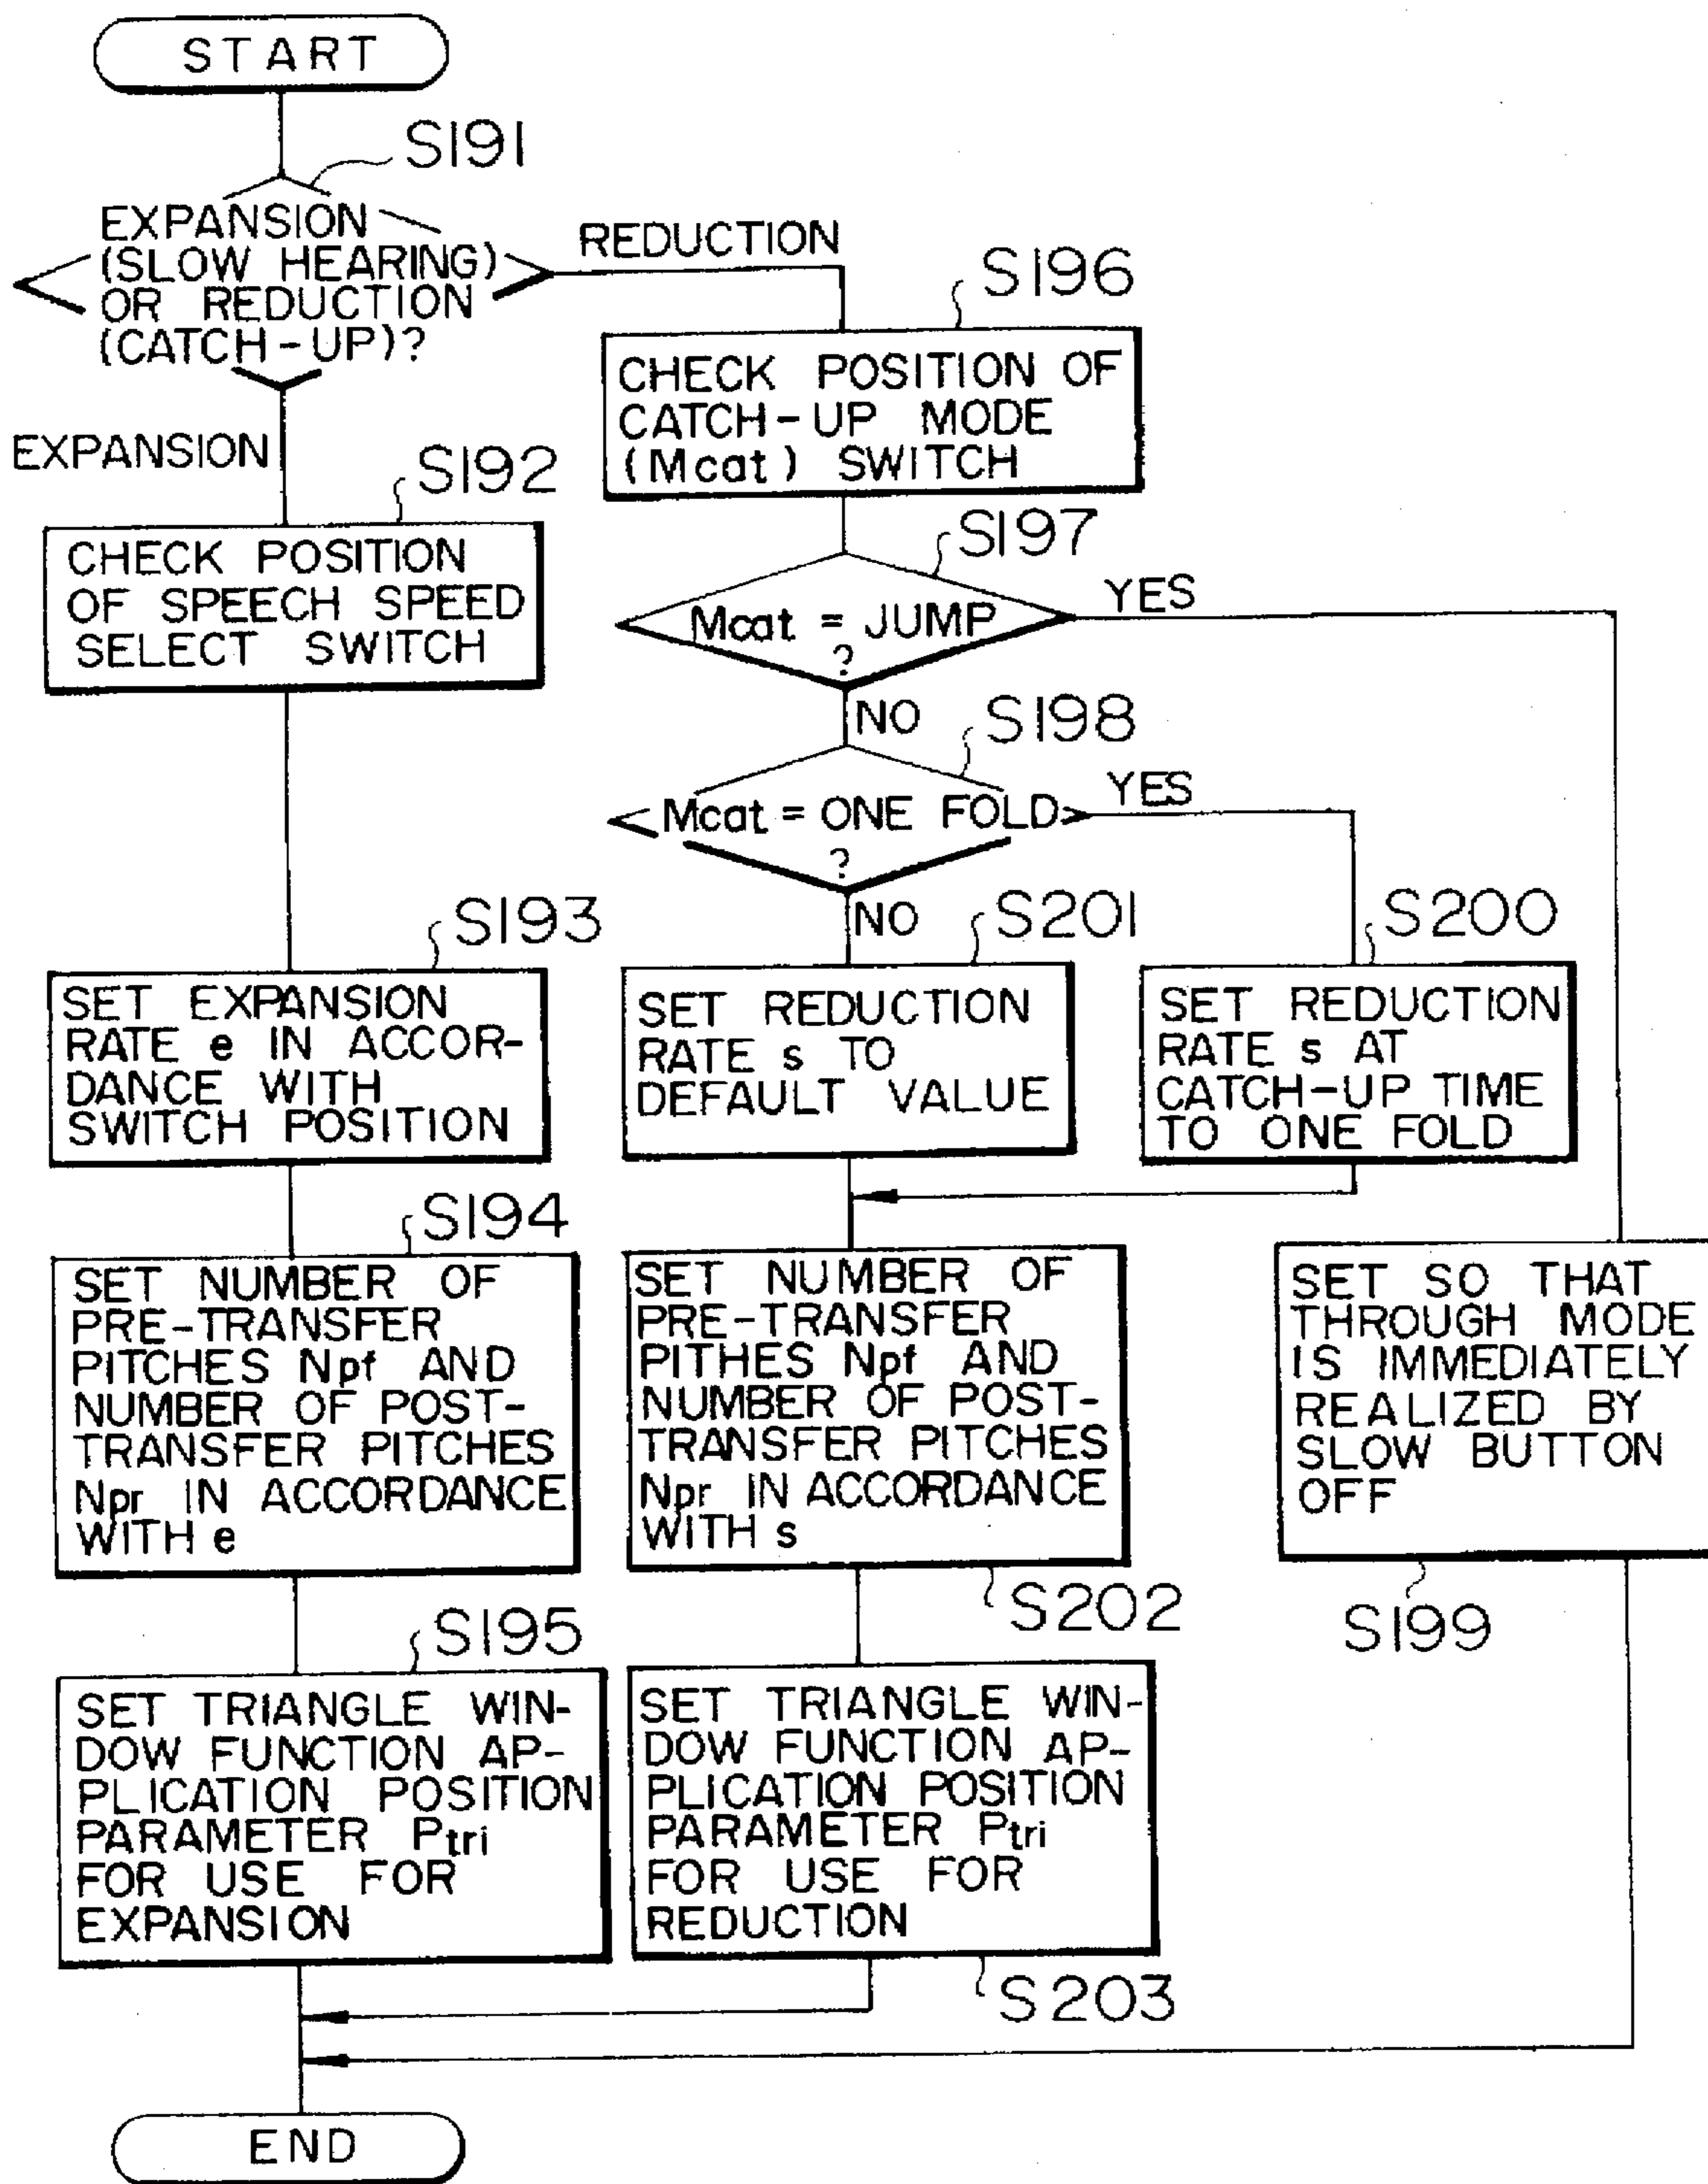 START
S191
EXPANSION
(SLOW HEARING)
OR REDUCTION
(CATCH-UP)?
REDUCTION
EXPANSION
S196
CHECK POSITION OF
CATCH-UP MODE
(Mcat) SWITCH
S192
CHECK POSITION
OF SPEECH SPEED
SELECT SWITCH
S197
Mcat = JUMP
?
YES
NO
S198
Mcat = ONE FOLD
?
YES
NO
S193
SET EXPANSION
RATE e IN ACCOR-
DANCE WITH
SWITCH POSITION
S201
SET REDUCTION
RATE s TO
DEFAULT VALUE
S200
SET REDUCTION
RATE s AT
CATCH-UP TIME
TO ONE FOLD
S194
SET NUMBER OF
PRE-TRANSFER
PITCHES Npf AND
NUMBER OF POST-
TRANSFER PITCHES
Npr IN ACCORDANCE
WITH e
SET NUMBER OF
PRE-TRANSFER
PITHES Npf AND
NUMBER OF POST-
TRANSFER PITCHES
Npr IN ACCORDANCE
WITH s
S202
SET SO THAT
THROUGH MODE
IS IMMEDIATELY
REALIZED BY
SLOW BUTTON
OFF
S199
S195
SET TRIANGLE WIN-
DOW FUNCTION AP-
PLICATION POSITION
PARAMETER Ptri
FOR USE FOR
EXPANSION
SET TRIANGLE WIN-
DOW FUNCTION AP-
PLICATION POSITION
PARAMETER Ptri
FOR USE FOR
REDUCTION
S203
END